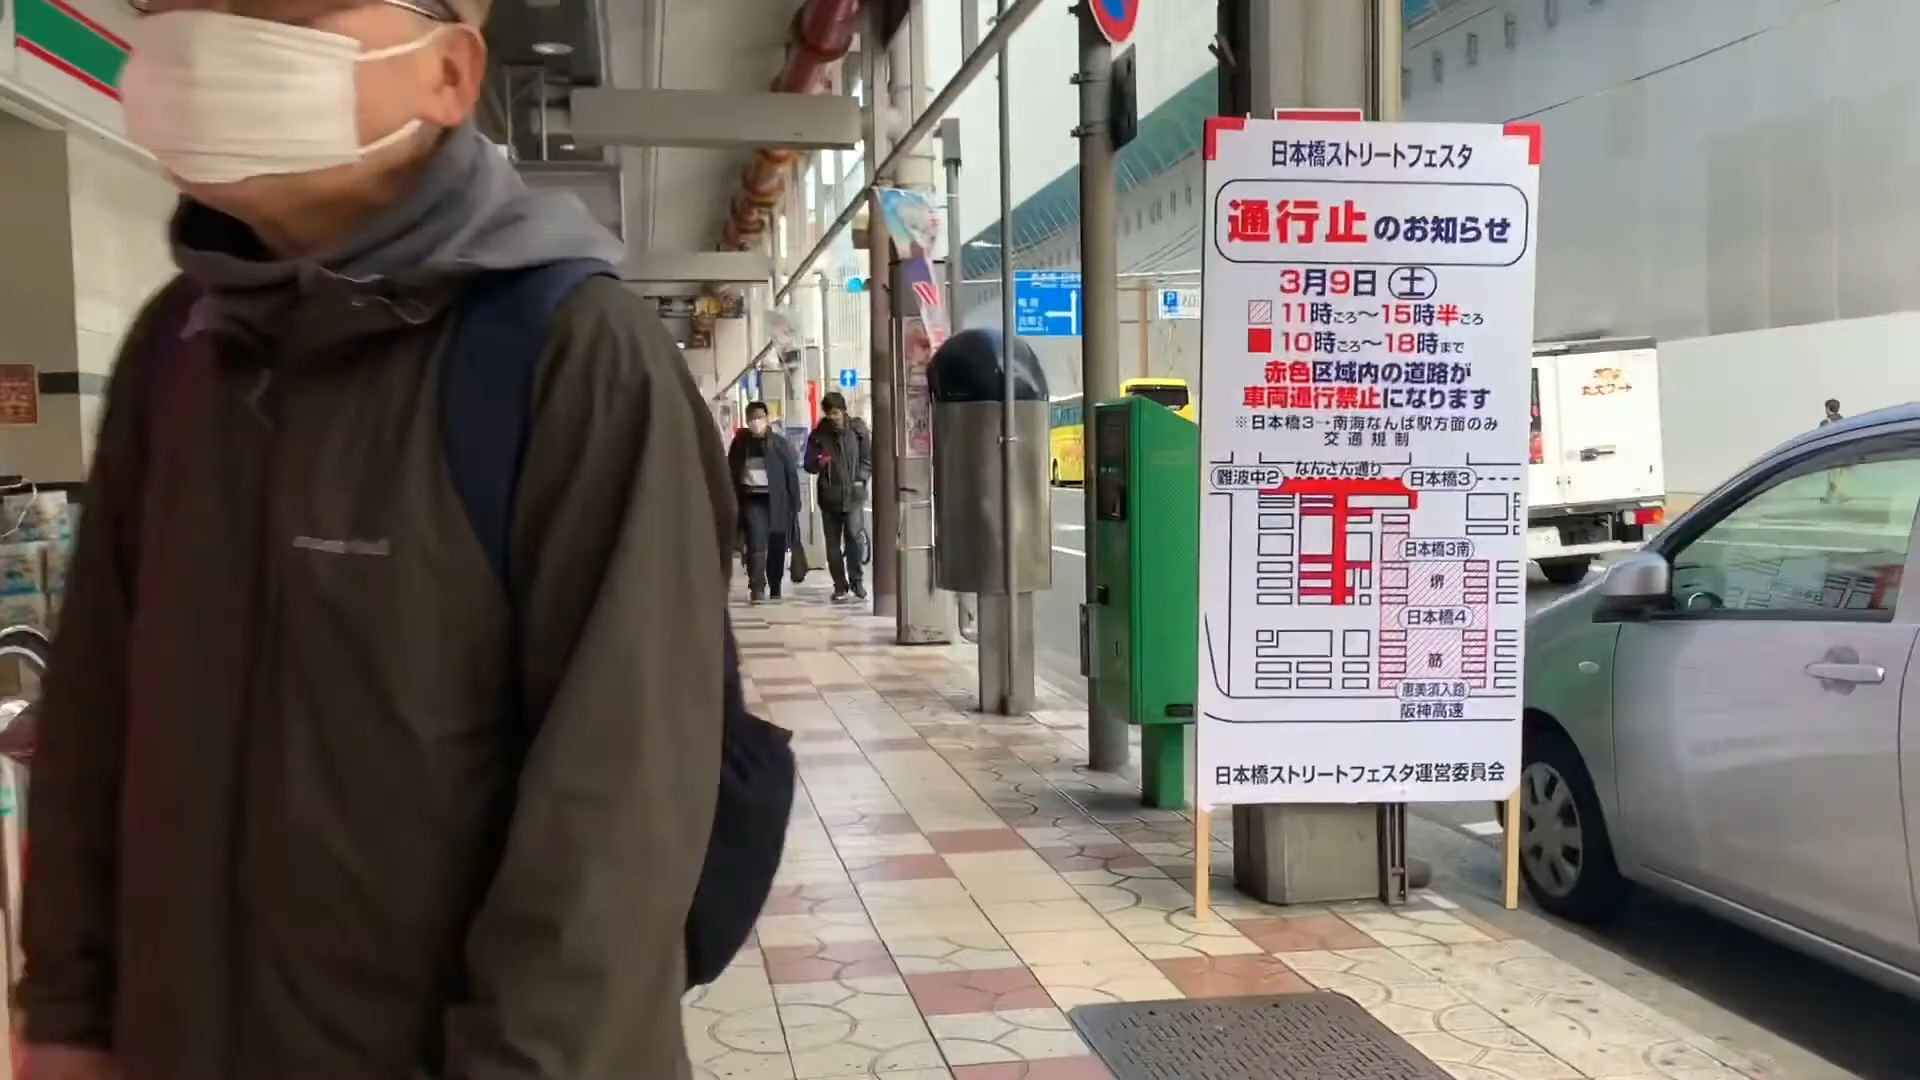 日本橋ストリートフェスタ
通行止のお知らせ
3月9日(土)
11時ごろ〜15時半ごろ
10時ごろ〜18時まで
赤色区域内の道路が
車両通行禁止になります
※日本橋3→南海なんば駅方面のみ
交通規制
なんさん通り
難波中2
日本橋3
日本橋3南
堺
日本橋4
筋
恵美須入路
阪神高速
日本橋ストリートフェスタ運営委員会
P